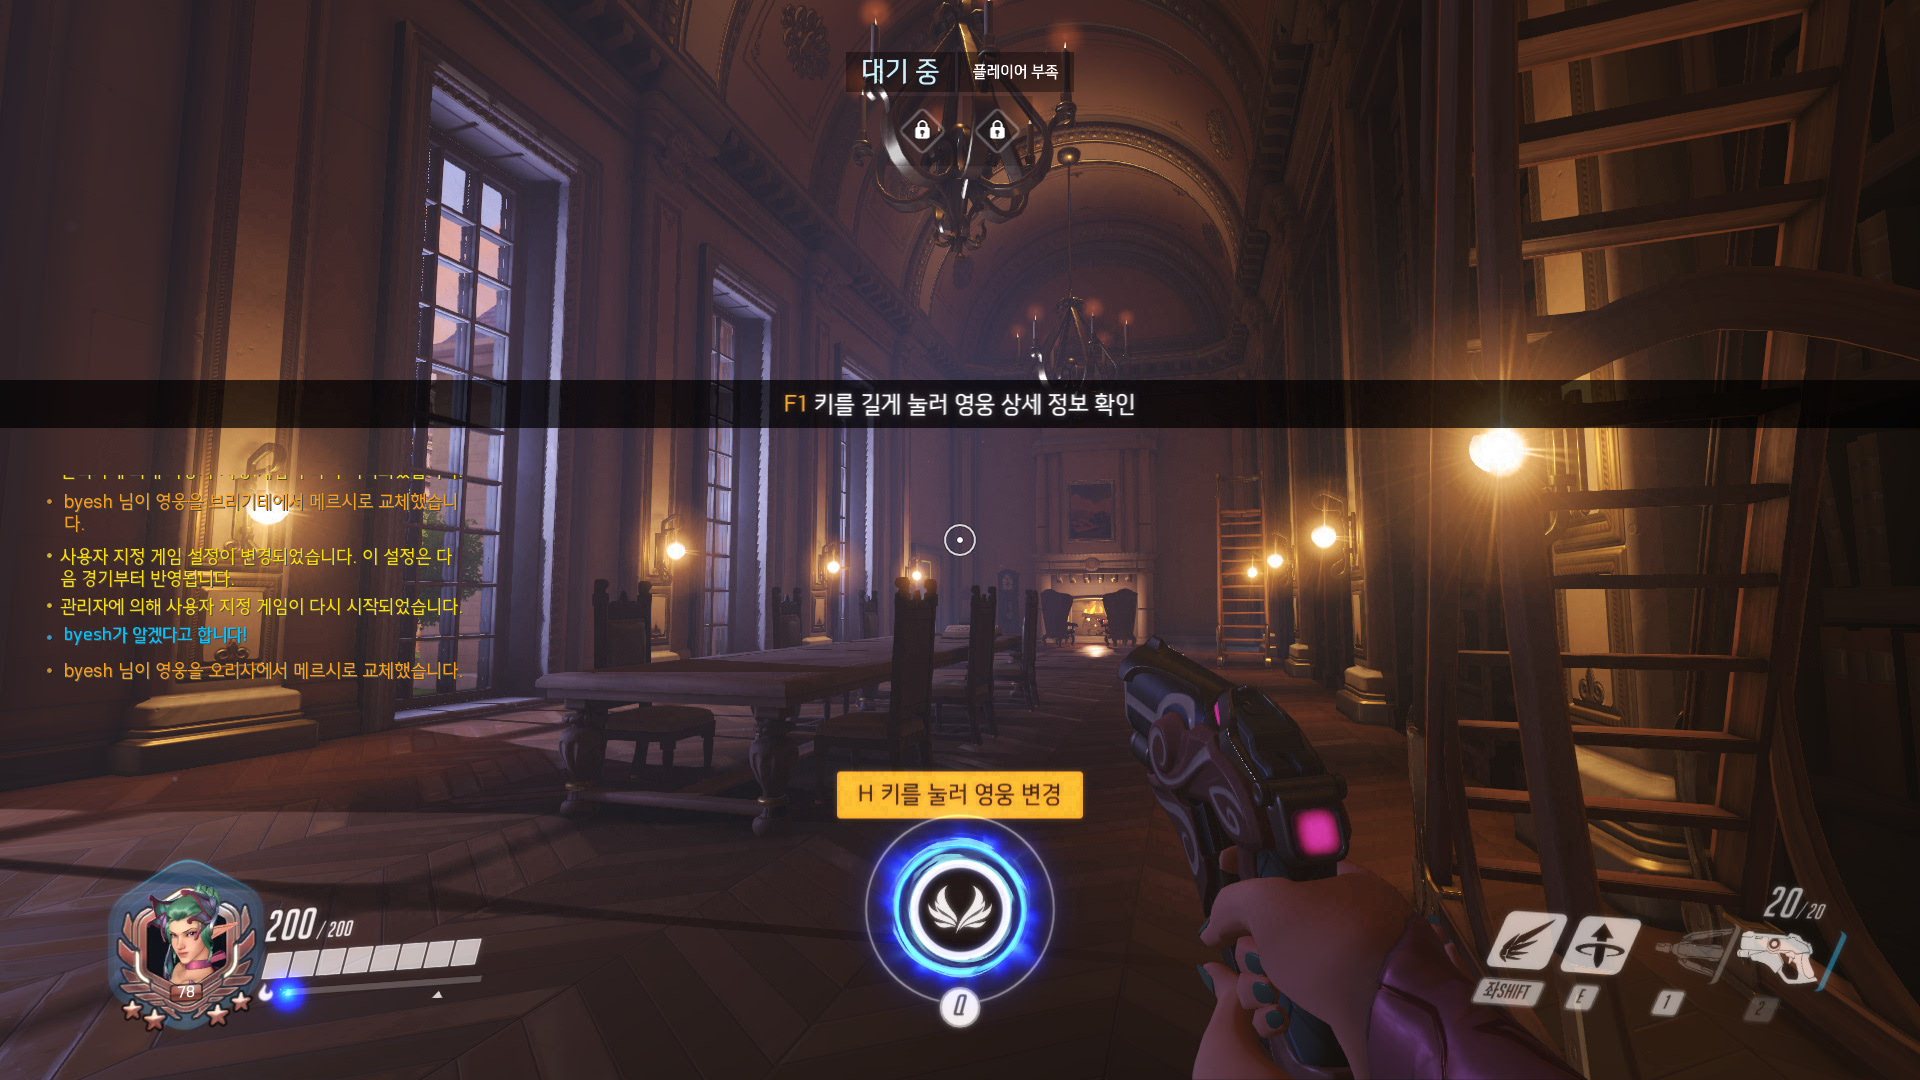 대기 중 플레이어 부족
F1 키를 길게 눌러 영웅 상세 정보 확인
byesh 님이 영웅을 브리기테에서 메르시로 교체했습니
다.
사용자 지정 게임 설정이 변경되었습니다. 이 설정은 다
음 경기부터 반영됩니다.
관리자에 의해 사용자 지정 게임이 다시 시작되었습니다.
byesh가 알겠다고 합니다!
byesh 님이 영웅을 오리사에서 메르시로 교체했습니다.
H 키를 눌러 영웅 변경
200/200
78
Q
20/20
좌SHIFT
E
1
2